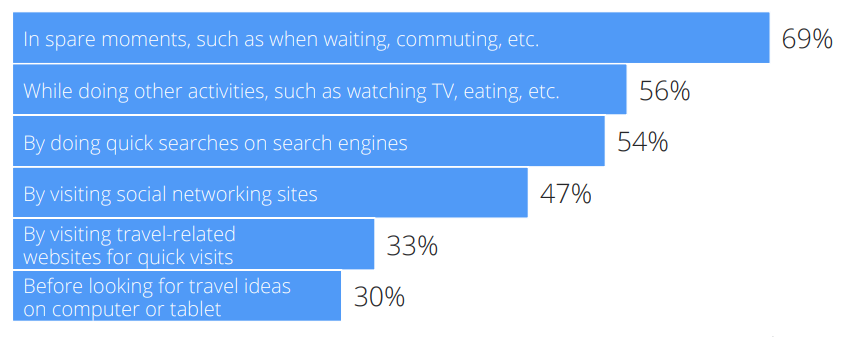 In spare moments, such as when waiting, commuting, etc. 69%
While doing other activities, such as watching TV, eating, etc. 56%
By doing quick searches on search engines 54%
By visiting social networking sites 47%
By visiting travel-related
websites for quick visits 33%
Before looking for travel ideas
on computer or tablet 30%